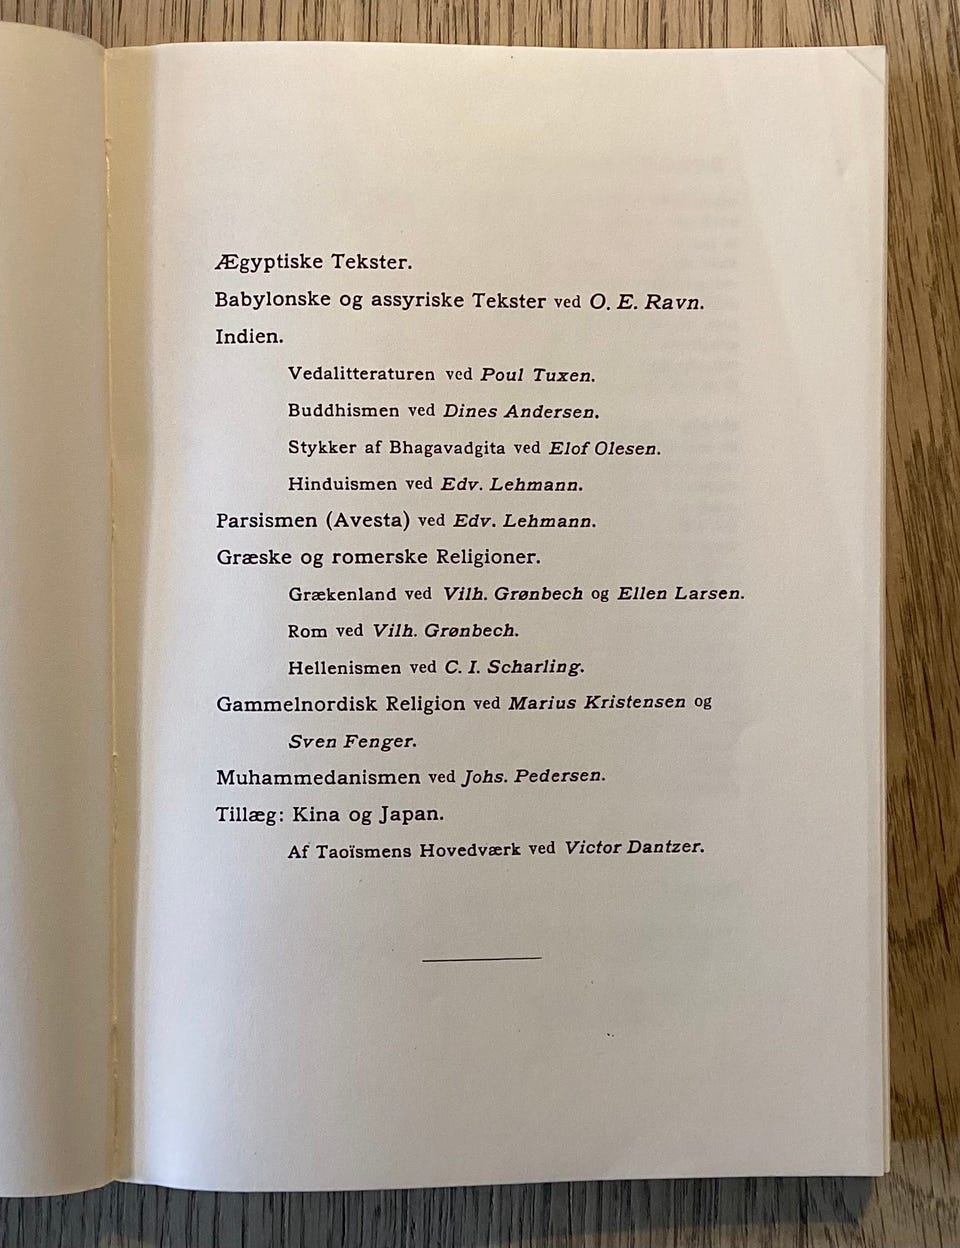 Ægyptiske Tekster.
Babylonske og assyriske Tekster ved O. E. Ravn.
Indien.
Vedalitteraturen ved Poul Tuxen.
Buddhismen ved Dines Andersen.
Stykker af Bhagavadgita ved Elof Olesen.
Hinduismen ved Edv. Lehmann.
Parsismen (Avesta) ved Edv. Lehmann.
Græske og romerske Religioner.
Grækenland ved Vilh. Grønbech og Ellen Larsen.
Rom ved Vilh. Grønbech.
Hellenismen ved C. I. Scharling.
Gammelnordisk Religion ved Marius Kristensen og
Sven Fenger.
Muhammedanismen ved Johs. Pedersen.
Tillæg: Kina og Japan.
Af Taoïsmens Hovedværk ved Victor Dantzer.